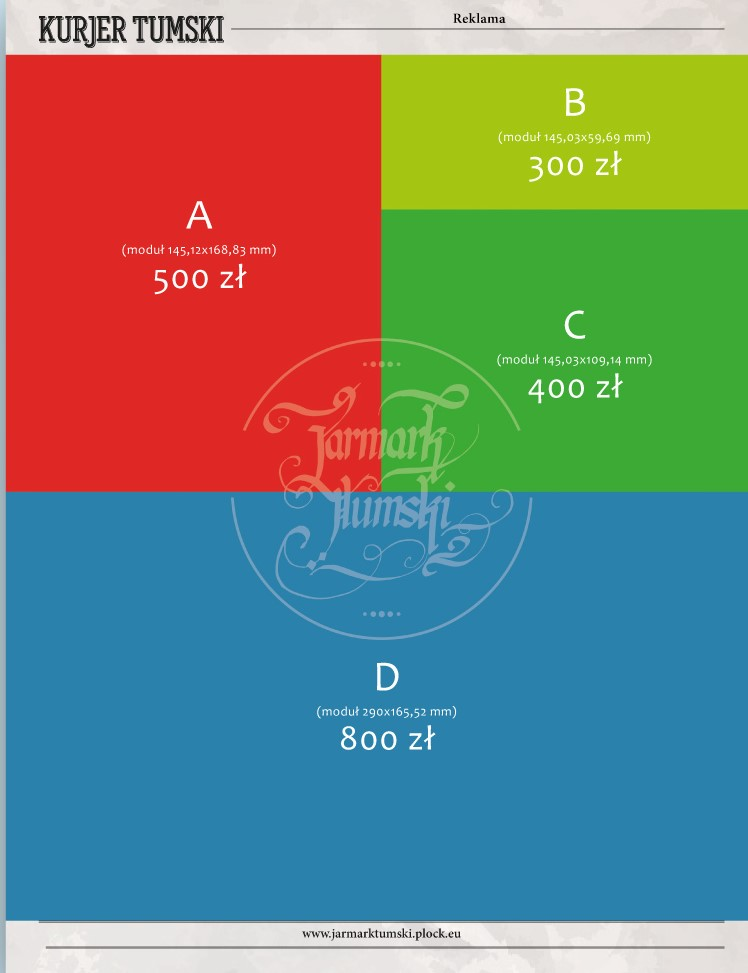 KURJER TUMSKI
Reklama
A
(moduł 145,12x168,83 mm)
500 zł
B
(moduł 145,03x59,69 mm)
300 zł
C
(moduł 145,03x109,14 mm)
400 zł
Jarmark
Tumski
D
(moduł 290x165,52 mm)
800 zł
www.jarmarktumski.plock.eu